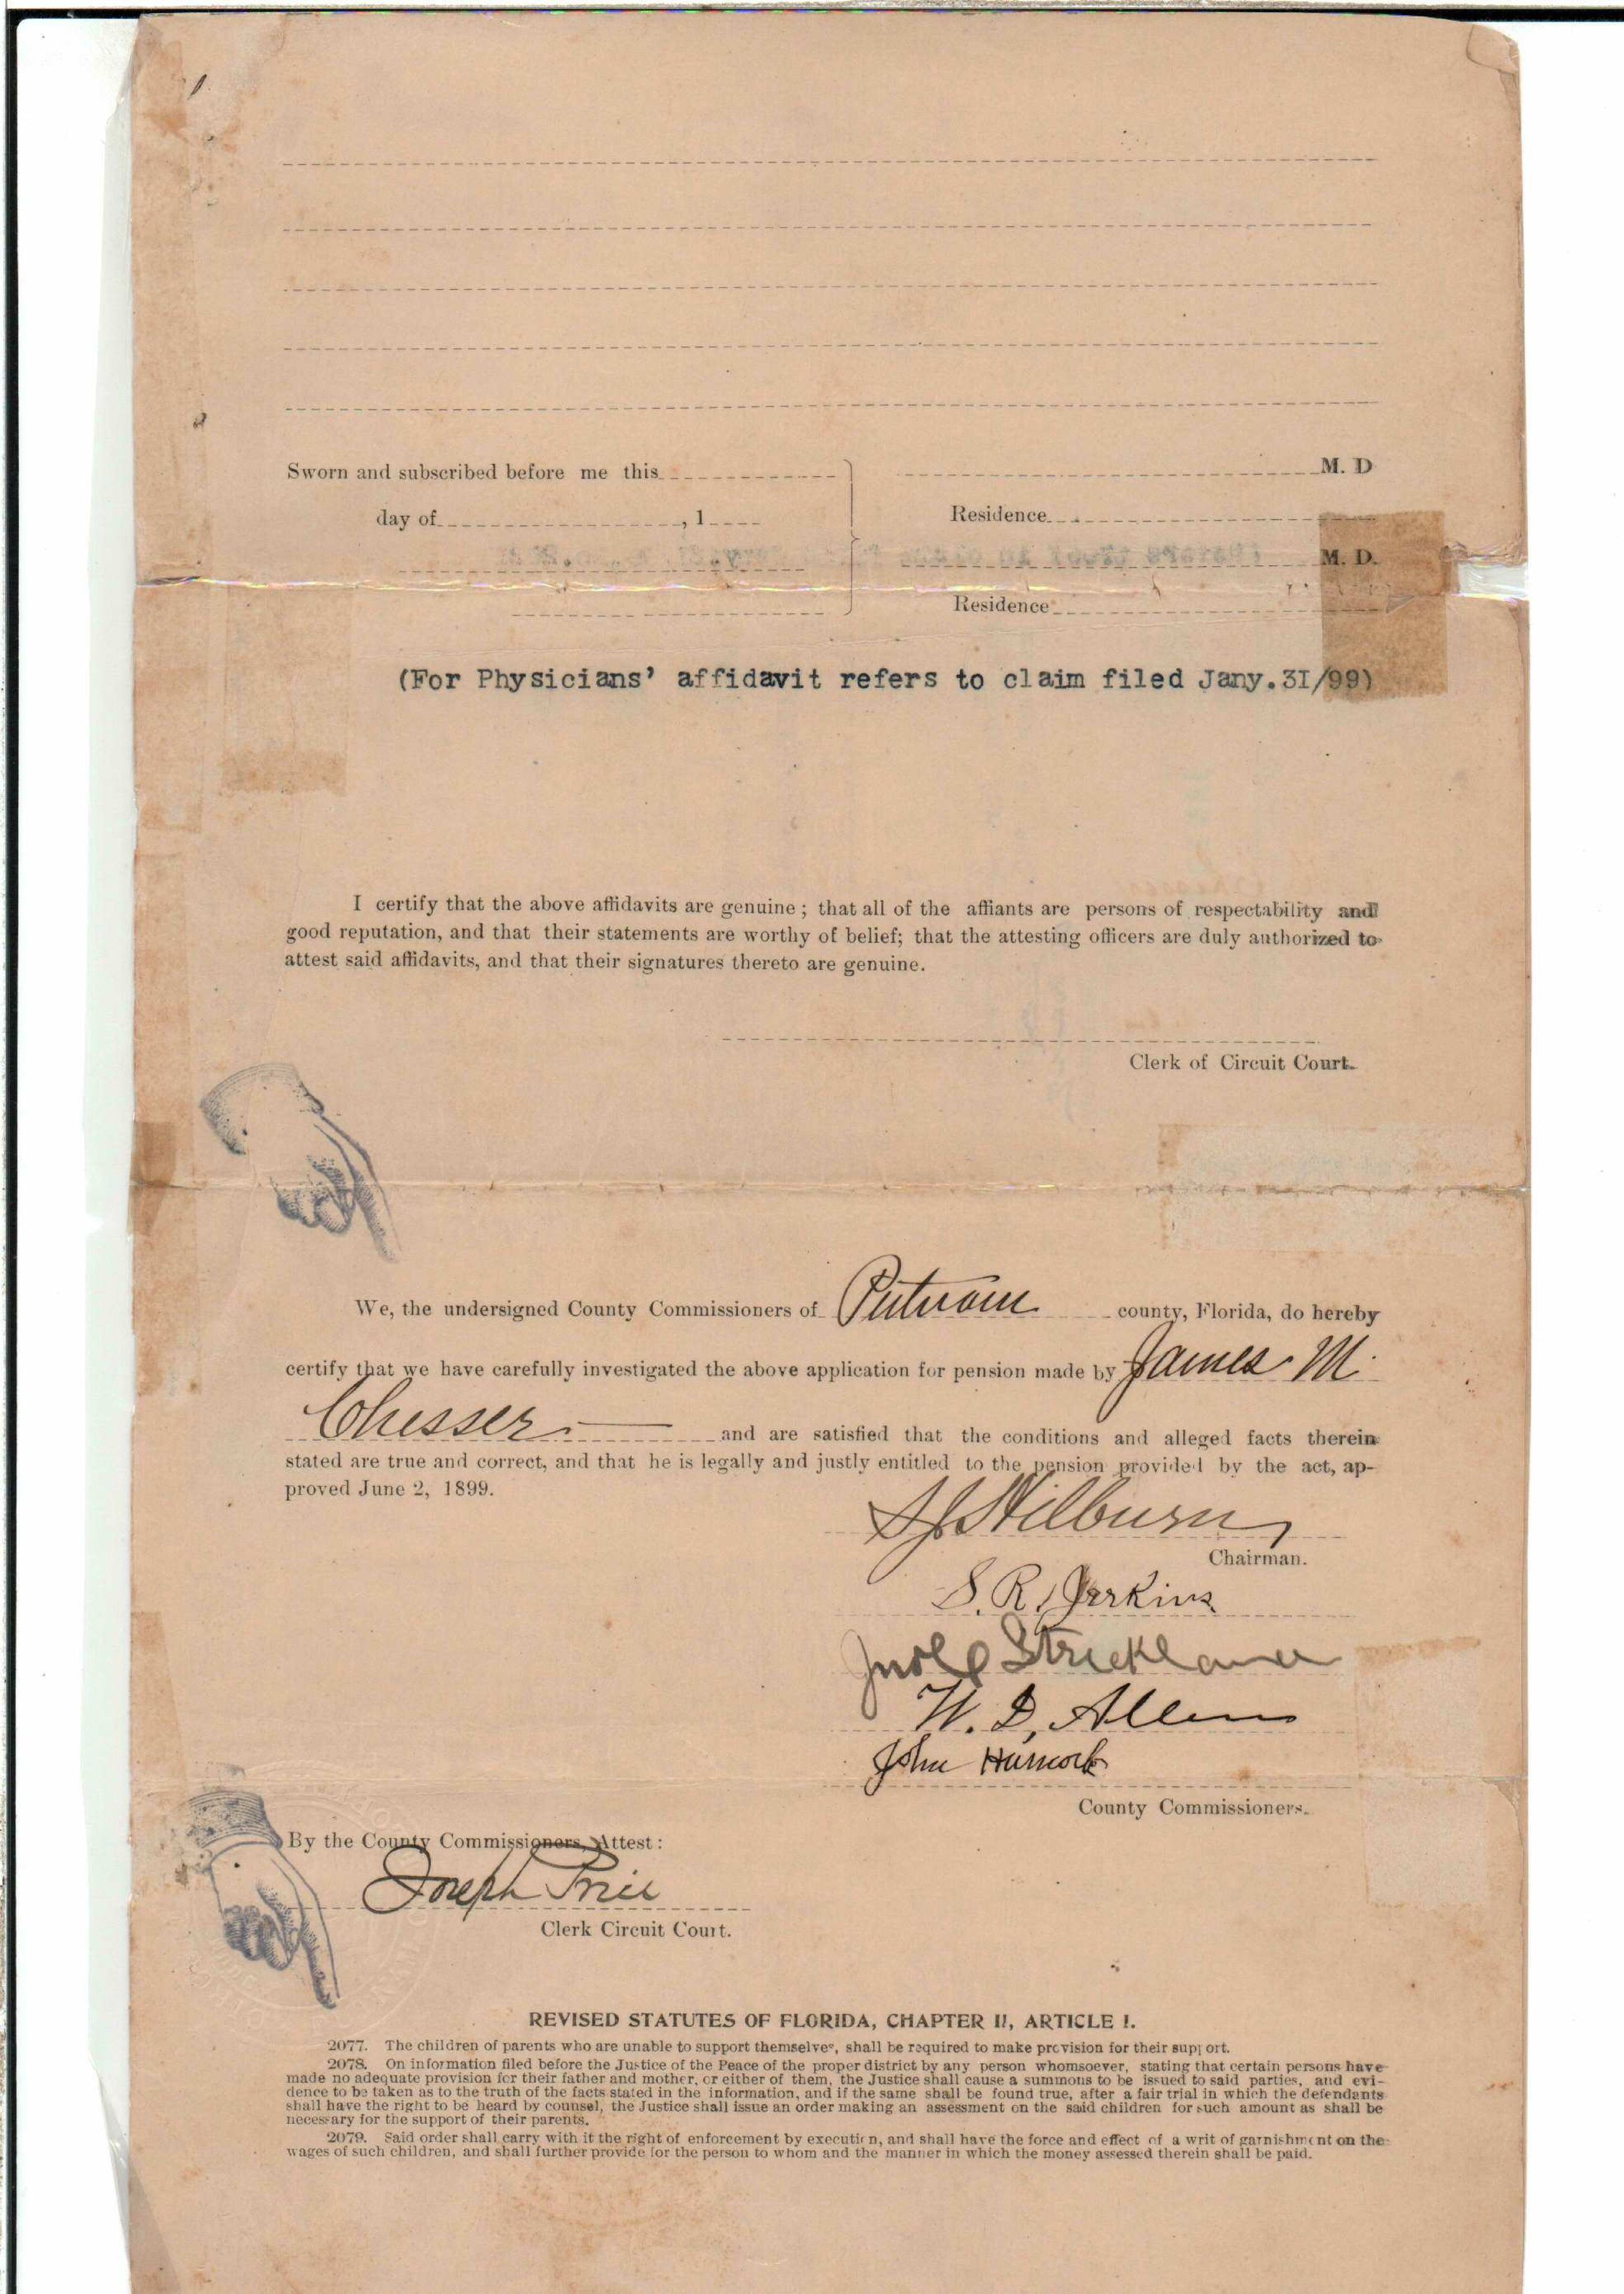 M. D
Sworn and subscribed before me this
day of , 1
Residence
M. D.
Residence
(For Physicians' affidavit refers to claim filed Jany.3I/99)
I certify that the above affidavits are genuine; that all of the affiants are persons of respectability and
good reputation, and that their statements are worthy of belief; that the attesting officers are duly authorized to
attest said affidavits, and that their signatures thereto are genuine.
Clerk of Circuit Court.
We, the undersigned County Commissioners of Putnam county, Florida, do hereby
certify that we have carefully investigated the above application for pension made by James M.
Chesser and are satisfied that the conditions and alleged facts therein
stated are true and correct, and that he is legally and justly entitled to the pension provided by the act, ap-
proved June 2, 1899.
Hilburn
Chairman.
S. R. Perkins
Strickland
W. D. Allen
John
County Commissioners.
By the County Commissioners, Attest:
Joseph Price
Clerk Circuit Court.
REVISED STATUTES OF FLORIDA, CHAPTER II, ARTICLE I.
2077. The children of parents who are unable to support themselves, shall be required to make provision for their support.
2078. On information filed before the Justice of the Peace of the proper district by any person whomsoever, stating that certain persons have
made no adequate provision for their father and mother, or either of them, the Justice shall cause a summons to be issued to said parties, and evi-
dence to be taken as to the truth of the facts stated in the information, and if the same shall be found true, after a fair trial in which the defendants
shall have the right to be heard by counsel, the Justice shall issue an order making an assessment on the said children for such amount as shall be
necessary for the support of their parents.
2079. Said order shall carry with it the right of enforcement by execution, and shall have the force and effect of a writ of garnishment on the
wages of such children, and shall further provide for the person to whom and the manner in which the money assessed therein shall be paid.